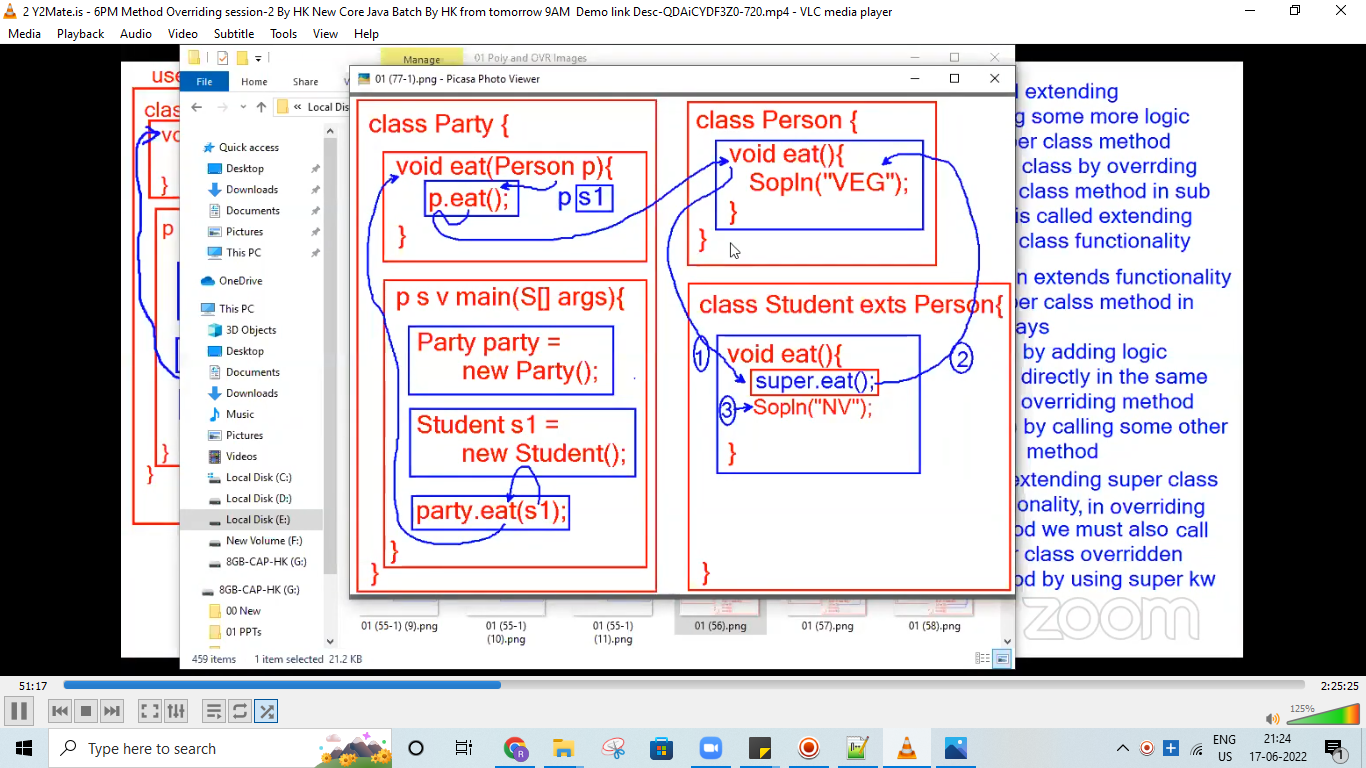 2 Y2Mate.is - 6PM Method Overriding session-2 By HK New Core Java Batch By HK from tomorrow 9AM  Demo link Desc-QDAiCYDF3Z0-720.mp4 - VLC media player
Media Playback Audio Video Subtitle Tools View Help
Manage
01 Poly and OVR Images
File Home Share
Local Dis
Quick access
Desktop
Downloads
Documents
Pictures
This PC
OneDrive
This PC
3D Objects
Desktop
Documents
Downloads
Music
Pictures
Videos
Local Disk (C:)
Local Disk (D:)
Local Disk (E:)
New Volume (F:)
8GB-CAP-HK (G:)
8GB-CAP-HK (G:)
00 New
01 PPTs
459 items 1 item selected 21.2 KB
01 (77-1).png - Picasa Photo Viewer
class Party {
void eat(Person p){
p.eat();
p s1
}
p s v main(S[] args){
Party party =
new Party();
Student s1 =
new Student();
party.eat(s1);
}
}
class Person {
void eat(){
Sopln("VEG");
}
}
class Student exts Person{
1
void eat(){
2
super.eat();
3
Sopln("NV");
}
}
01 (55-1) (9).png
01 (55-1) (10).png
01 (55-1) (11).png
01 (56).png
01 (57).png
01 (58).png
use
clas
vo
}
p
}
}
extending
g some more logic
per class method
class by overrding
class method in sub
is called extending
class functionality
n extends functionality
per calss method in
ays
by adding logic
directly in the same
overriding method
by calling some other
method
extending super class
onality, in overriding
od we must also call
r class overridden
od by using super kw
zoom
51:17
2:25:25
125%
Type here to search
ENG
US
21:24
17-06-2022
1